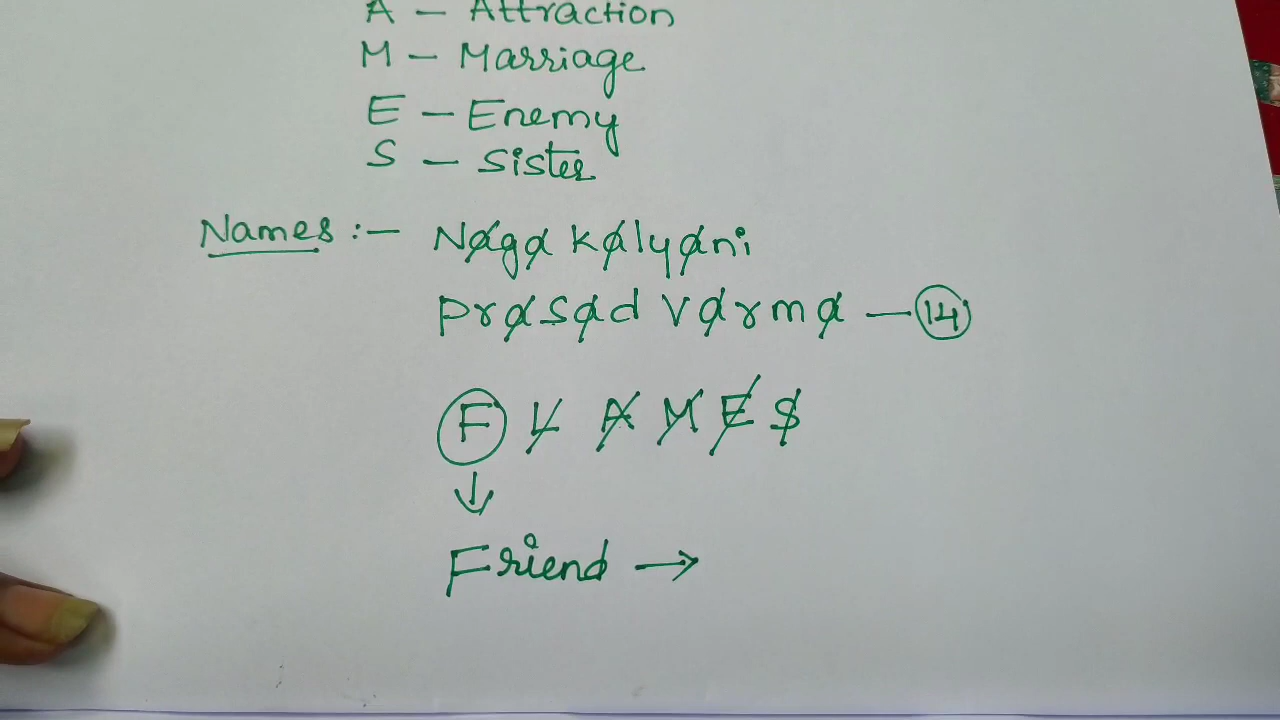 A - Attraction
M - Marriage
E - Enemy
S - Sister
Names :- Naga Kalyani
Prasad Varma - 14
F L A M E S
↓
Friend →